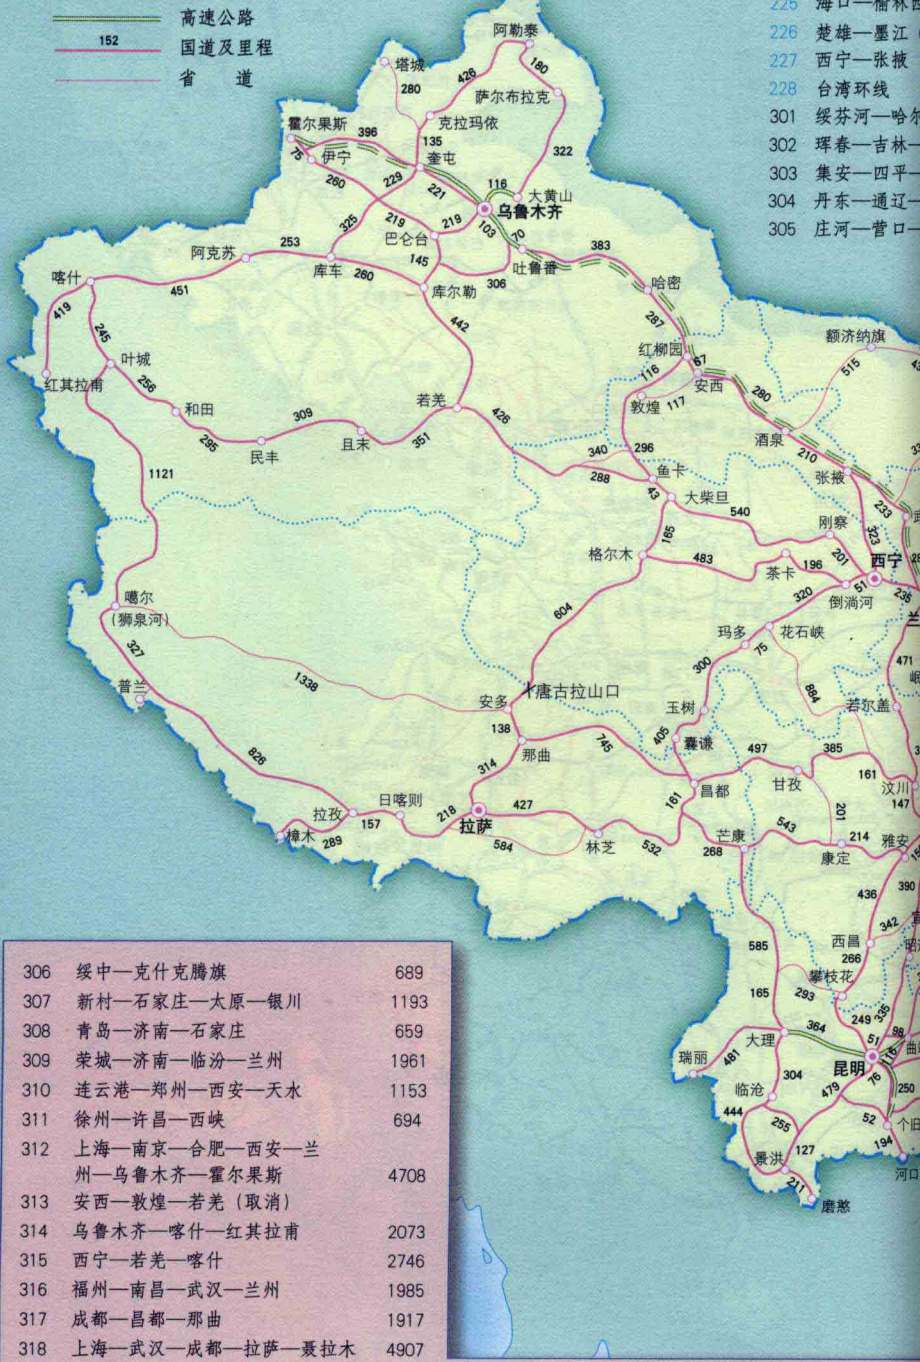 高速公路
152
国道及里程
省 道
225 海口—榆林
226 楚雄—墨江
227 西宁—张掖
228 台湾环线
301 绥芬河—哈尔
302 珲春—吉林—
303 集安—四平—
304 丹东—通辽—
305 庄河—营口—
阿勒泰
塔城
426
180
280
萨尔布拉克
克拉玛依
霍尔果斯
396
135
322
75
伊宁
奎屯
260
229
221
116
大黄山
乌鲁木齐
325
219
219
103
70
巴仑台
383
阿克苏
253
库车
145
吐鲁番
306
260
库尔勒
哈密
喀什
451
419
442
287
245
红柳园
额济纳旗
叶城
67
515
红其拉甫
256
116
安西
117
280
敦煌
若羌
426
和田
309
295
且末
351
民丰
酒泉
340
296
210
288
鱼卡
张掖
1121
43
大柴旦
233
540
刚察
323
165
格尔木
483
201
西宁
茶卡
196
51
倒淌河
235
兰
噶尔
(狮泉河)
604
320
327
玛多
花石峡
75
471
300
1338
884
普兰
唐古拉山口
安多
玉树
若尔盖
138
405
囊谦
745
那曲
497
385
826
314
甘孜
161
昌都
161
汶川
147
拉孜
日喀则
218
427
201
拉萨
157
樟木
289
584
林芝
532
芒康
543
214
雅安
268
康定
436
390
342
西昌
585
266
攀枝花
293
165
249
335
364
51
98
瑞丽
481
大理
昆明
116
76
304
479
临沧
250
444
255
52
个旧
127
194
景洪
河口
211
磨憨
306 绥中—克什克腾旗 689
307 新村—石家庄—太原—银川 1193
308 青岛—济南—石家庄 659
309 荣城—济南—临汾—兰州 1961
310 连云港—郑州—西安—天水 1153
311 徐州—许昌—西峡 694
312 上海—南京—合肥—西安—兰
州—乌鲁木齐—霍尔果斯 4708
313 安西—敦煌—若羌（取消）
314 乌鲁木齐—喀什—红其拉甫 2073
315 西宁—若羌—喀什 2746
316 福州—南昌—武汉—兰州 1985
317 成都—昌都—那曲 1917
318 上海—武汉—成都—拉萨—聂拉木 4907